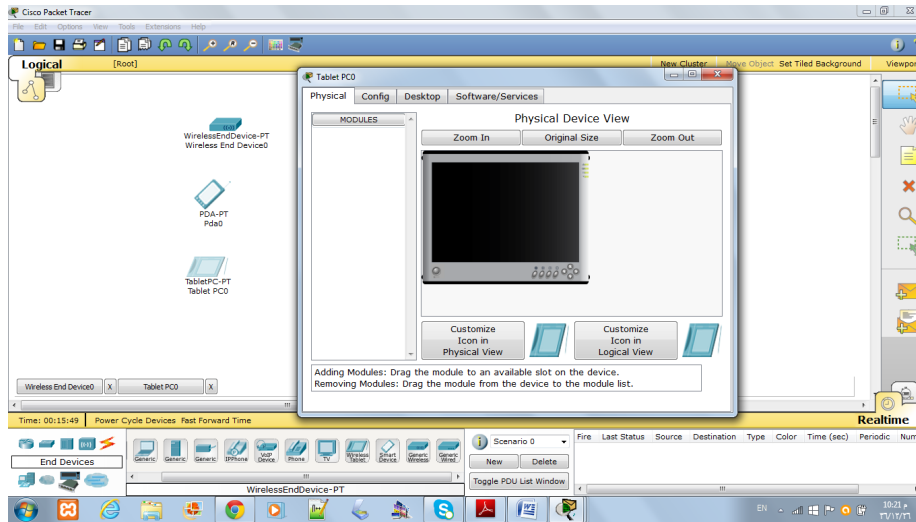 Cisco Packet Tracer
File Edit Options View Tools Extensions Help
Logical
[Root]
New Cluster Move Object Set Tiled Background Viewpor
WirelessEndDevice-PT
Wireless End Device0
PDA-PT
Pda0
TabletPC-PT
Tablet PC0
Tablet PC0
Physical Config Desktop Software/Services
MODULES
Physical Device View
Zoom In Original Size Zoom Out
Customize
Icon in
Physical View
Customize
Icon in
Logical View
Adding Modules: Drag the module to an available slot on the device.
Removing Modules: Drag the module from the device to the module list.
Wireless End Device0 X Tablet PC0 X
Time: 00:15:49 Power Cycle Devices Fast Forward Time
Realtime
End Devices
Generic Generic Generic IPPhone VoIP Device Phone TV Wireless Tablet Smart Device Generic Wireless Generic Wired
WirelessEndDevice-PT
Scenario 0
New Delete
Toggle PDU List Window
Fire Last Status Source Destination Type Color Time (sec) Periodic Num
EN
10:21 م
٢٦/١٢/٢٦